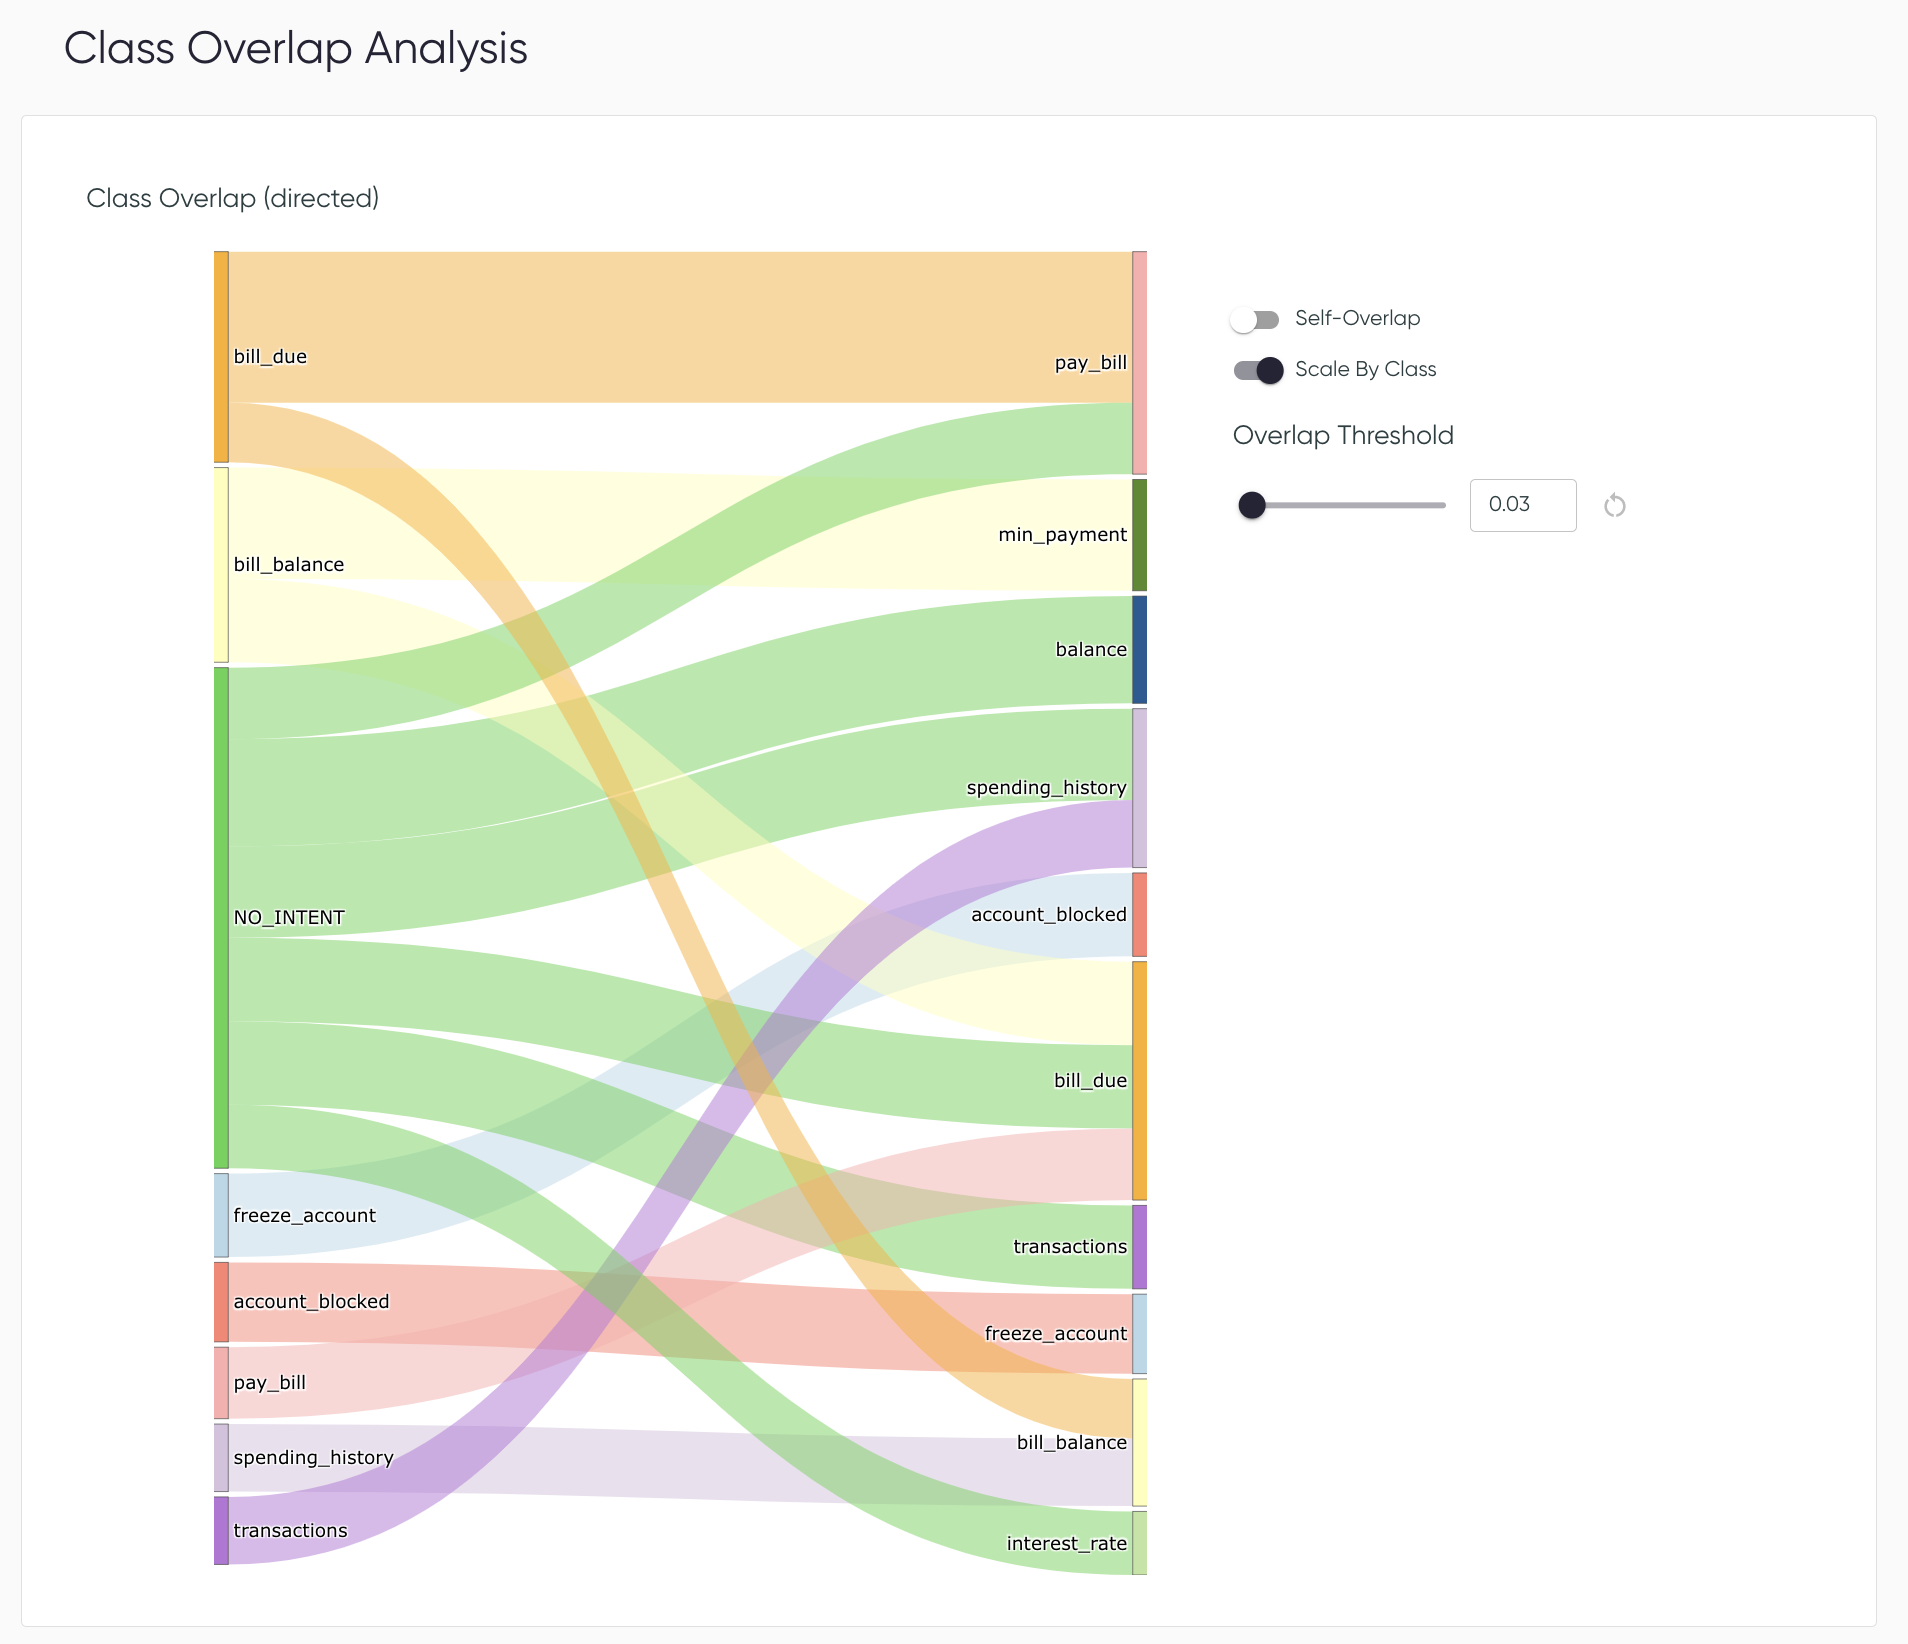 Class Overlap Analysis
Class Overlap (directed)
bill_due
bill_balance
NO_INTENT
freeze_account
account_blocked
pay_bill
spending_history
transactions
pay_bill
min_payment
balance
spending_history
account_blocked
bill_due
transactions
freeze_account
bill_balance
interest_rate
Self-Overlap
Scale By Class
Overlap Threshold
0.03